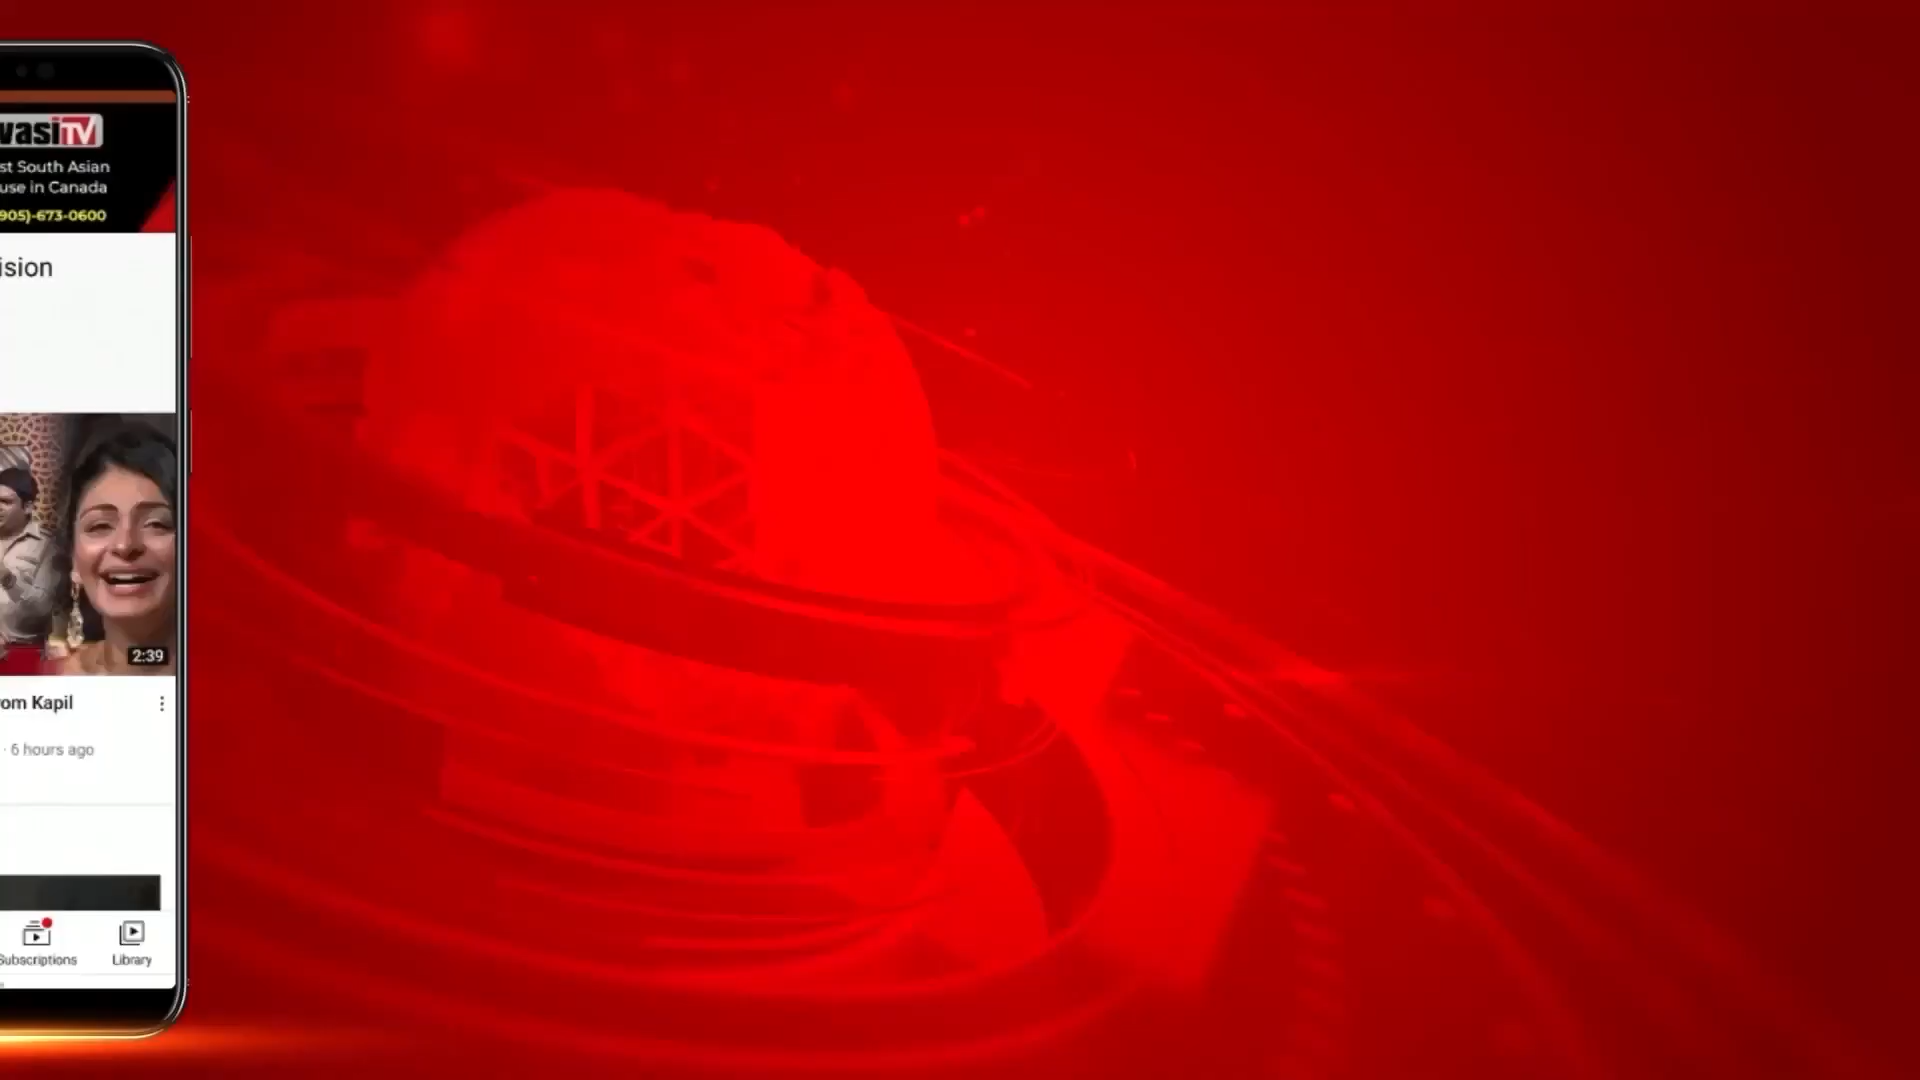 vasiTV
st South Asian
use in Canada
905)-673-0600
ision
2:39
om Kapil
· 6 hours ago
Subscriptions
Library